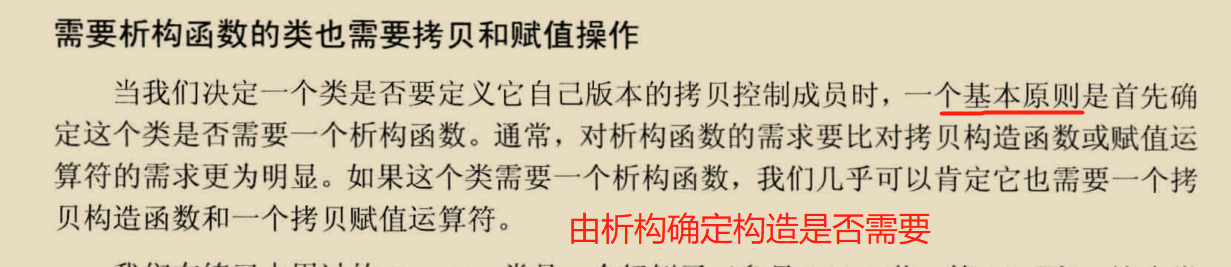 需要析构函数的类也需要拷贝和赋值操作
当我们决定一个类是否要定义它自己版本的拷贝控制成员时，一个基本原则是首先确
定这个类是否需要一个析构函数。通常，对析构函数的需求要比对拷贝构造函数或赋值运
算符的需求更为明显。如果这个类需要一个析构函数，我们几乎可以肯定它也需要一个拷
贝构造函数和一个拷贝赋值运算符。
由析构确定构造是否需要